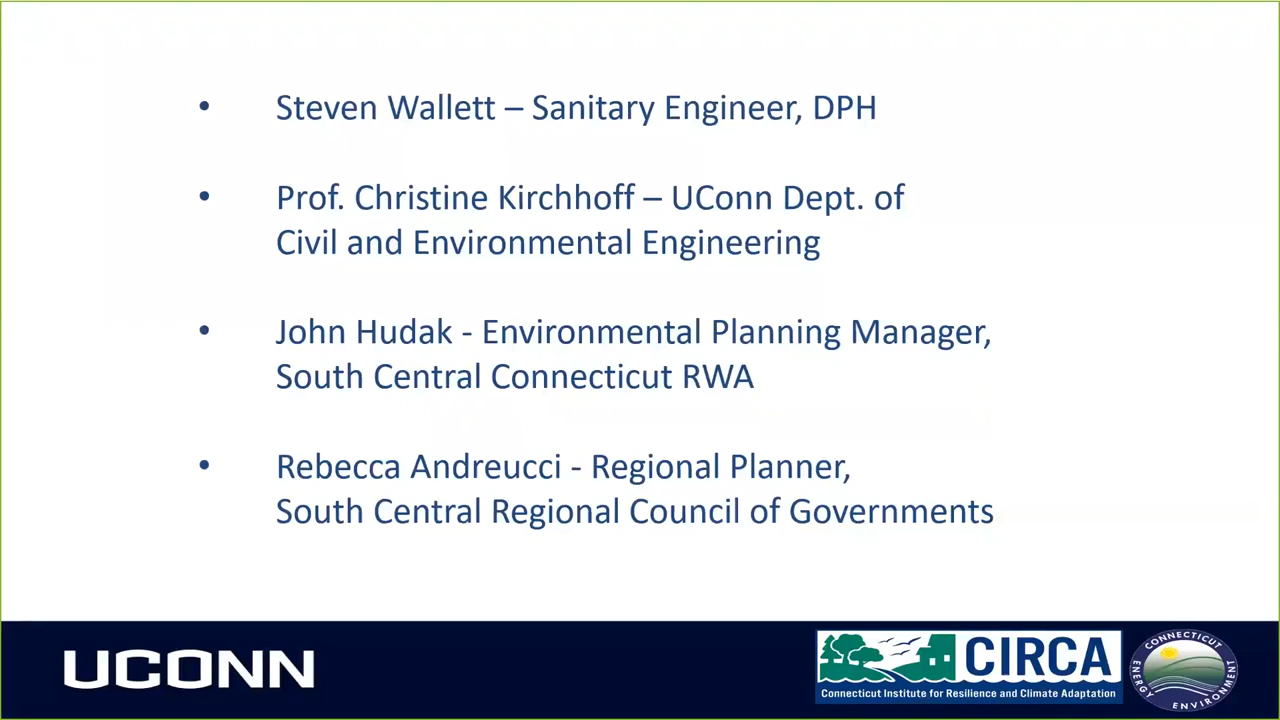 • Steven Wallett – Sanitary Engineer, DPH
• Prof. Christine Kirchhoff – UConn Dept. of
Civil and Environmental Engineering
• John Hudak - Environmental Planning Manager,
South Central Connecticut RWA
• Rebecca Andreucci - Regional Planner,
South Central Regional Council of Governments
UCONN
CIRCA
Connecticut Institute for Resilience and Climate Adaptation
CONNECTICUT
ENERGY
ENVIRONMENT